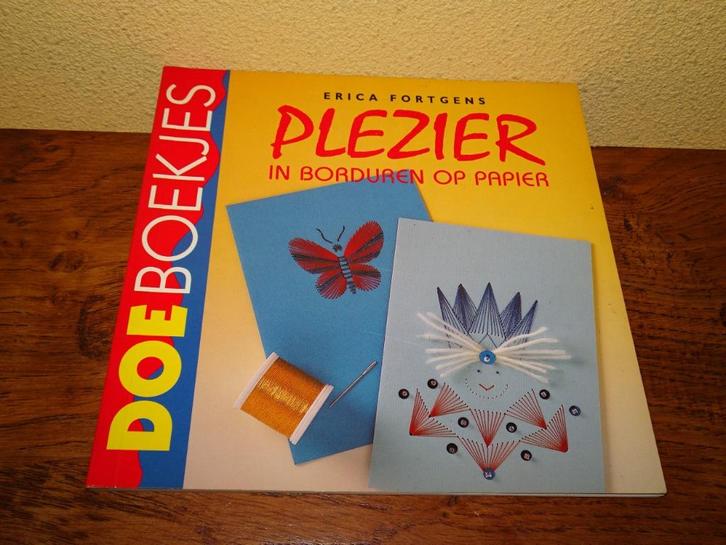 ERICA FORTGENS
PLEZIER
IN BORDUREN OP PAPIER
DOEBOEKJES